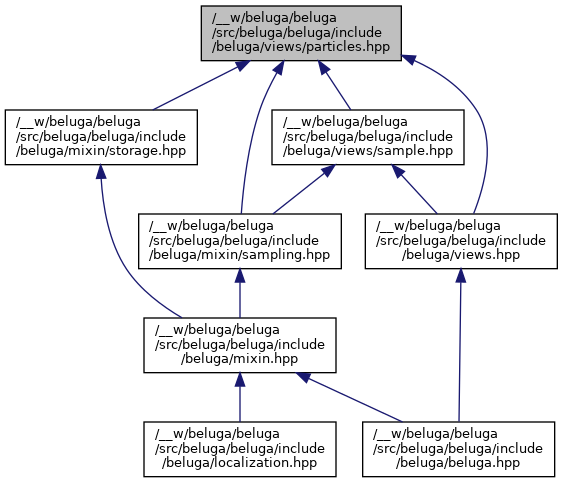 /__w/beluga/beluga
/src/beluga/beluga/include
/beluga/views/particles.hpp
/__w/beluga/beluga
/src/beluga/beluga/include
/beluga/mixin/storage.hpp
/__w/beluga/beluga
/src/beluga/beluga/include
/beluga/views/sample.hpp
/__w/beluga/beluga
/src/beluga/beluga/include
/beluga/mixin/sampling.hpp
/__w/beluga/beluga
/src/beluga/beluga/include
/beluga/views.hpp
/__w/beluga/beluga
/src/beluga/beluga/include
/beluga/mixin.hpp
/__w/beluga/beluga
/src/beluga/beluga/include
/beluga/localization.hpp
/__w/beluga/beluga
/src/beluga/beluga/include
/beluga/beluga.hpp